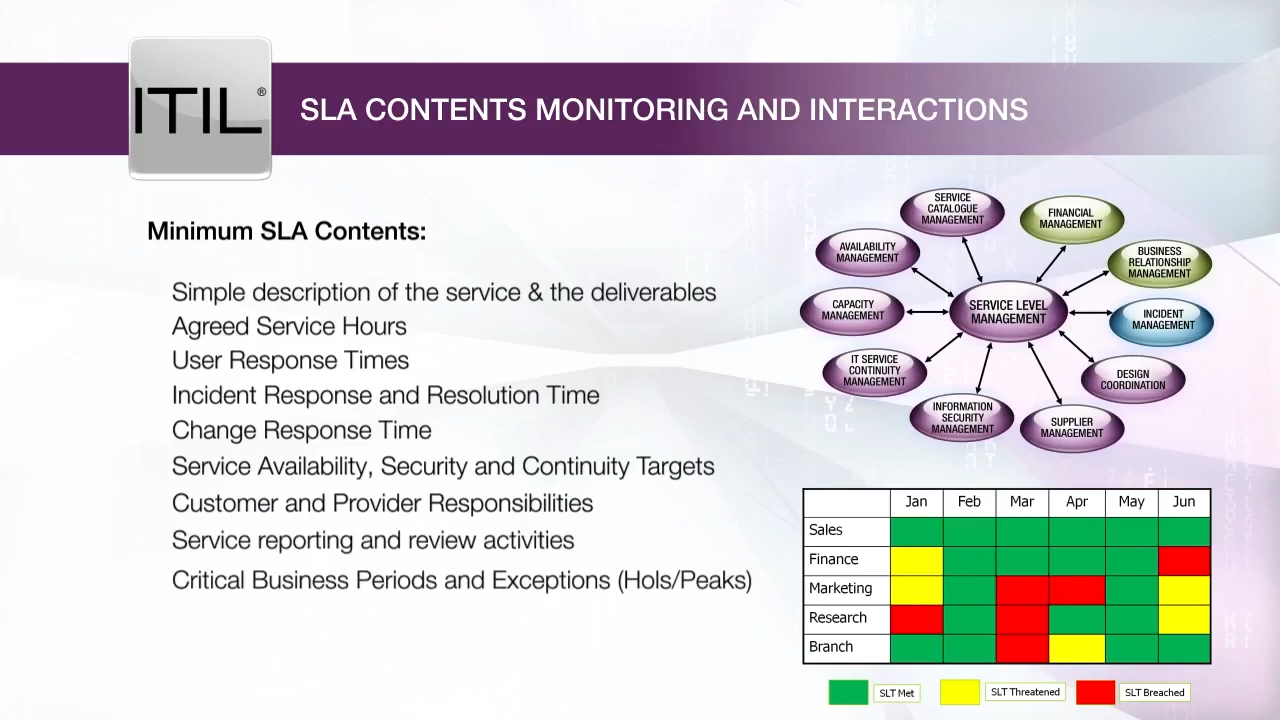 ITIL®
SLA CONTENTS MONITORING AND INTERACTIONS
Minimum SLA Contents:
Simple description of the service & the deliverables
Agreed Service Hours
User Response Times
Incident Response and Resolution Time
Change Response Time
Service Availability, Security and Continuity Targets
Customer and Provider Responsibilities
Service reporting and review activities
Critical Business Periods and Exceptions (Hols/Peaks)
SERVICE
CATALOGUE
MANAGEMENT
FINANCIAL
MANAGEMENT
AVAILABILITY
MANAGEMENT
BUSINESS
RELATIONSHIP
MANAGEMENT
CAPACITY
MANAGEMENT
SERVICE LEVEL
MANAGEMENT
INCIDENT
MANAGEMENT
IT SERVICE
CONTINUITY
MANAGEMENT
DESIGN
COORDINATION
INFORMATION
SECURITY
MANAGEMENT
SUPPLIER
MANAGEMENT
Jan Feb Mar Apr May Jun
Sales
Finance
Marketing
Research
Branch
SLT Met SLT Threatened SLT Breached